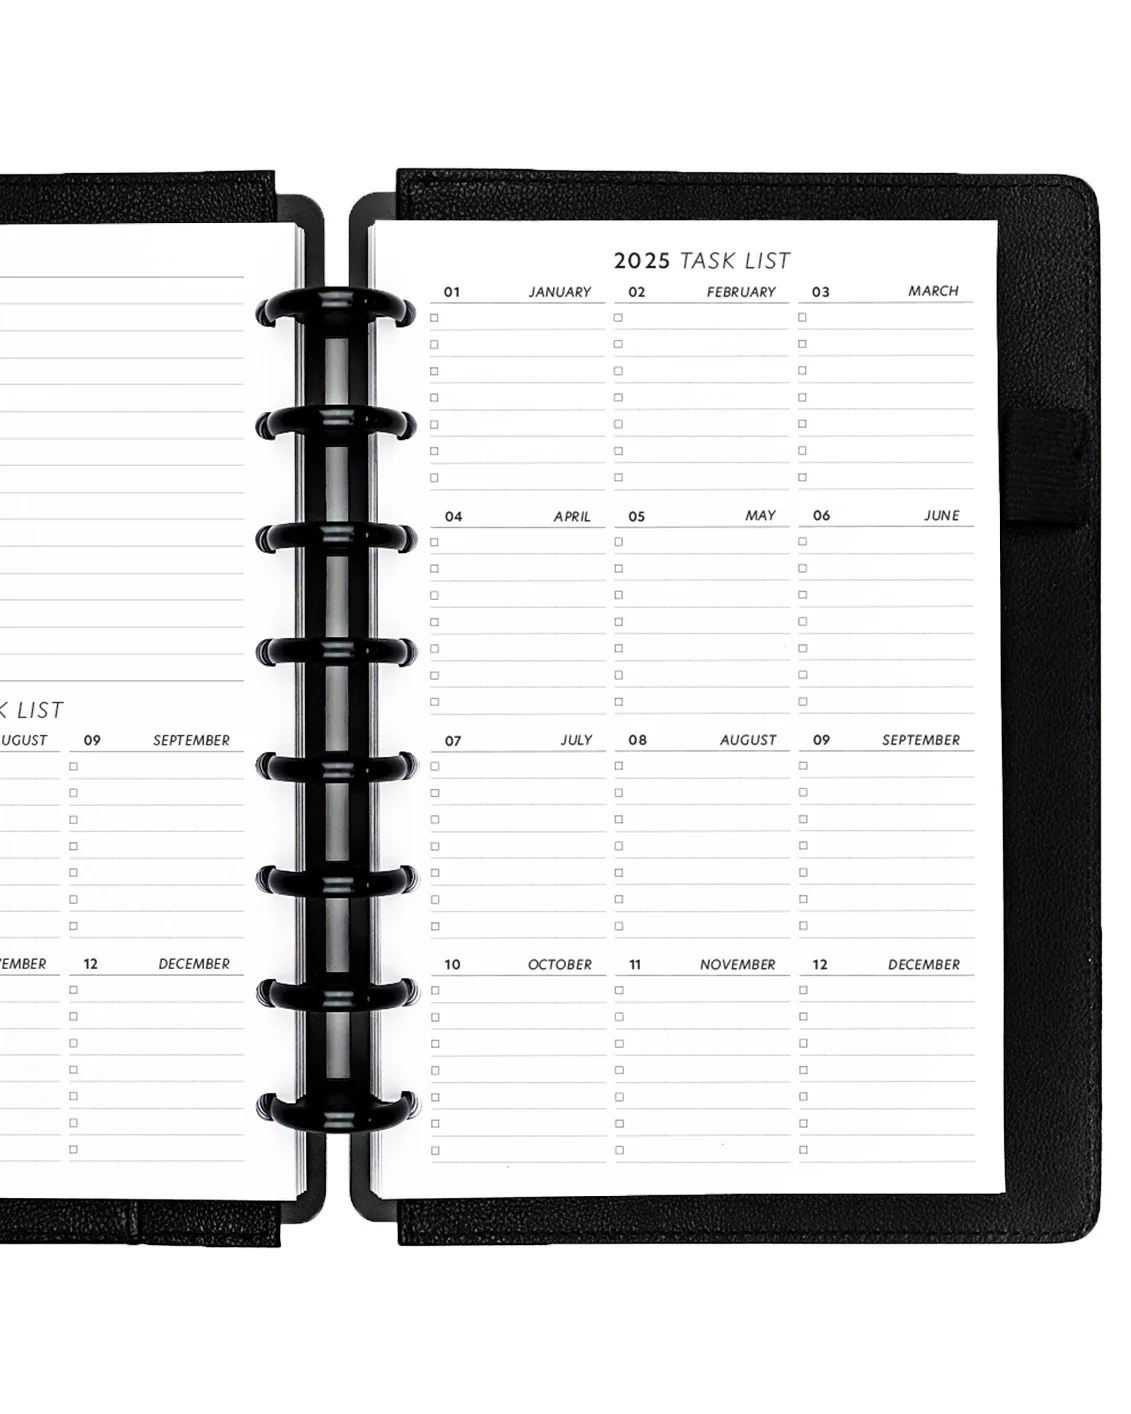 K LIST
UGUST 09 SEPTEMBER
EMBER 12 DECEMBER
2025 TASK LIST
01 JANUARY 02 FEBRUARY 03 MARCH
04 APRIL 05 MAY 06 JUNE
07 JULY 08 AUGUST 09 SEPTEMBER
10 OCTOBER 11 NOVEMBER 12 DECEMBER